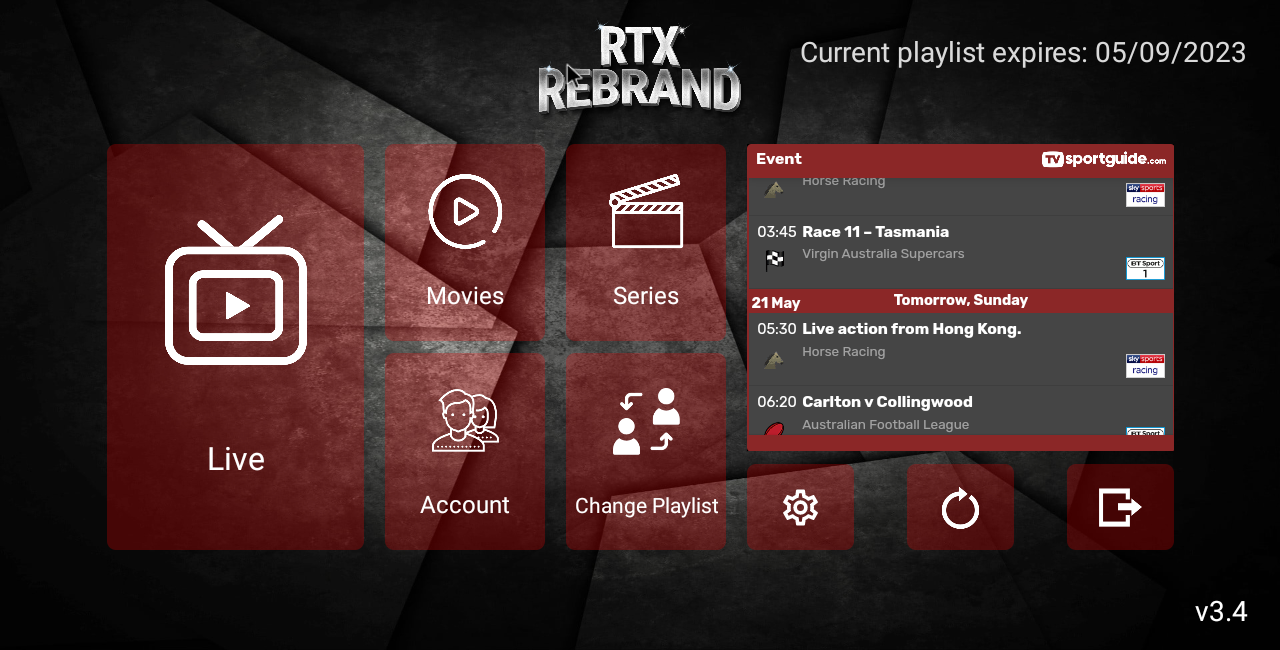 RTX
REBRAND
Current playlist expires: 05/09/2023
Live
Movies
Series
Account
Change Playlist
Event
TV sportguide.com
Horse Racing
sky sports
racing
03:45 Race 11 – Tasmania
Virgin Australia Supercars
BT Sport
1
21 May Tomorrow, Sunday
05:30 Live action from Hong Kong.
Horse Racing
sky sports
racing
06:20 Carlton v Collingwood
Australian Football League
BT Sport
v3.4